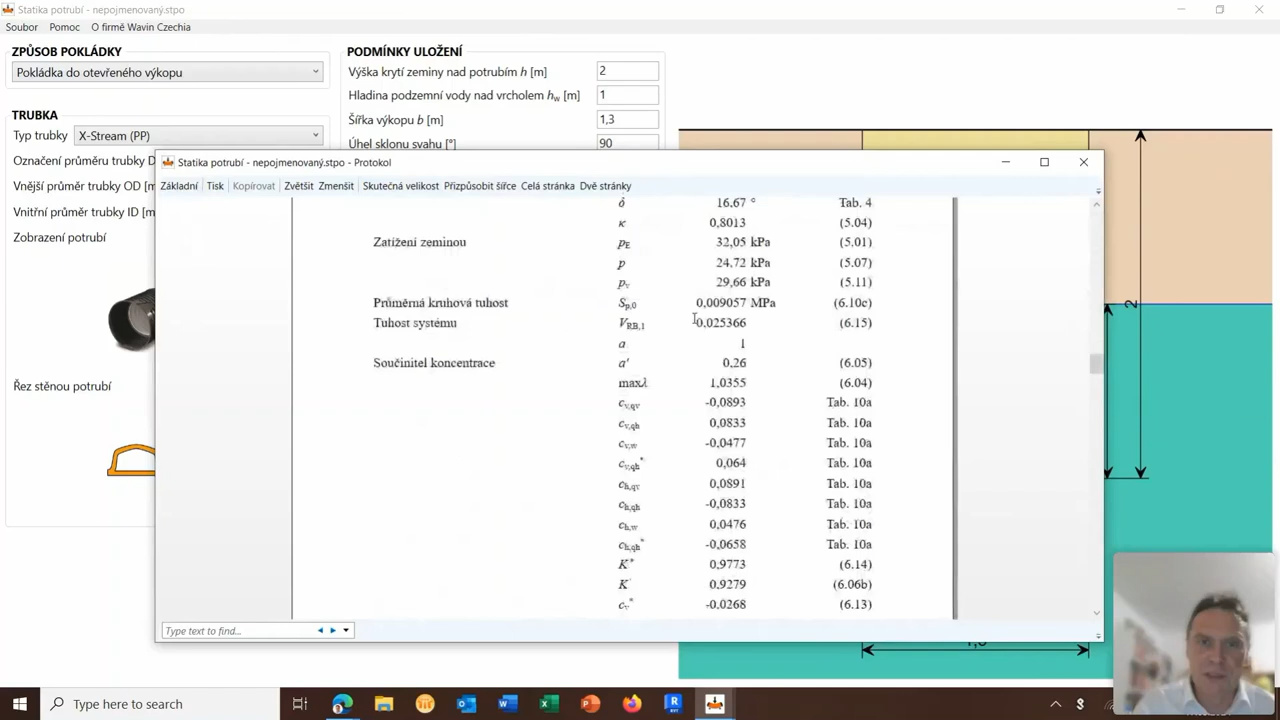 Statika potrubí - nepojmenovaný.stpo
Soubor Pomoc O firmě Wavin Czechia
ZPŮSOB POKLÁDKY
Pokládka do otevřeného výkopu
TRUBKA
Typ trubky X-Stream (PP)
Označení průměru trubky D
Vnější průměr trubky OD [m
Vnitřní průměr trubky ID [m
Zobrazení potrubí
Řez stěnou potrubí
PODMÍNKY ULOŽENÍ
Výška krytí zeminy nad potrubím h [m] 2
Hladina podzemní vody nad vrcholem hw [m] 1
Šířka výkopu b [m] 1,3
Úhel sklonu svahu [°] 90
Statika potrubí - nepojmenovaný.stpo - Protokol
Základní Tisk Kopírovat Zvětšit Zmenšit Skutečná velikost Přizpůsobit šířce Celá stránka Dvě stránky
δ 16.67 ° Tab. 4
κ 0,8013 (5.04)
Zatížení zeminou pE 32,05 kPa (5.01)
p 24,72 kPa (5.07)
pv 29,66 kPa (5.11)
Průměrná kruhová tuhost Sp,0 0,009057 MPa (6.10c)
Tuhost systému VRB,1 0,025366 (6.15)
a 1
Součinitel koncentrace a' 0,26 (6.05)
maxλ 1,0355 (6.04)
cv,qv -0,0893 Tab. 10a
cv,qh 0,0833 Tab. 10a
cv,w -0,0477 Tab. 10a
cv,qh* 0,064 Tab. 10a
ch,qv 0,0891 Tab. 10a
ch,qh -0,0833 Tab. 10a
ch,w 0,0476 Tab. 10a
ch,qh* -0,0658 Tab. 10a
K* 0,9773 (6.14)
K' 0,9279 (6.06b)
cv* -0,0268 (6.13)
Type text to find...
2
Type here to search